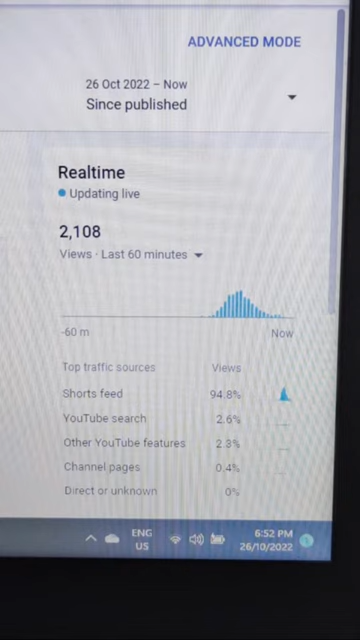 ADVANCED MODE
26 Oct 2022 – Now
Since published
Realtime
Updating live
2,108
Views · Last 60 minutes
-60 m
Now
Top traffic sources Views
Shorts feed 94.8%
YouTube search 2.6%
Other YouTube features 2.3%
Channel pages 0.4%
Direct or unknown 0%
ENG 6:52 PM
US 26/10/2022